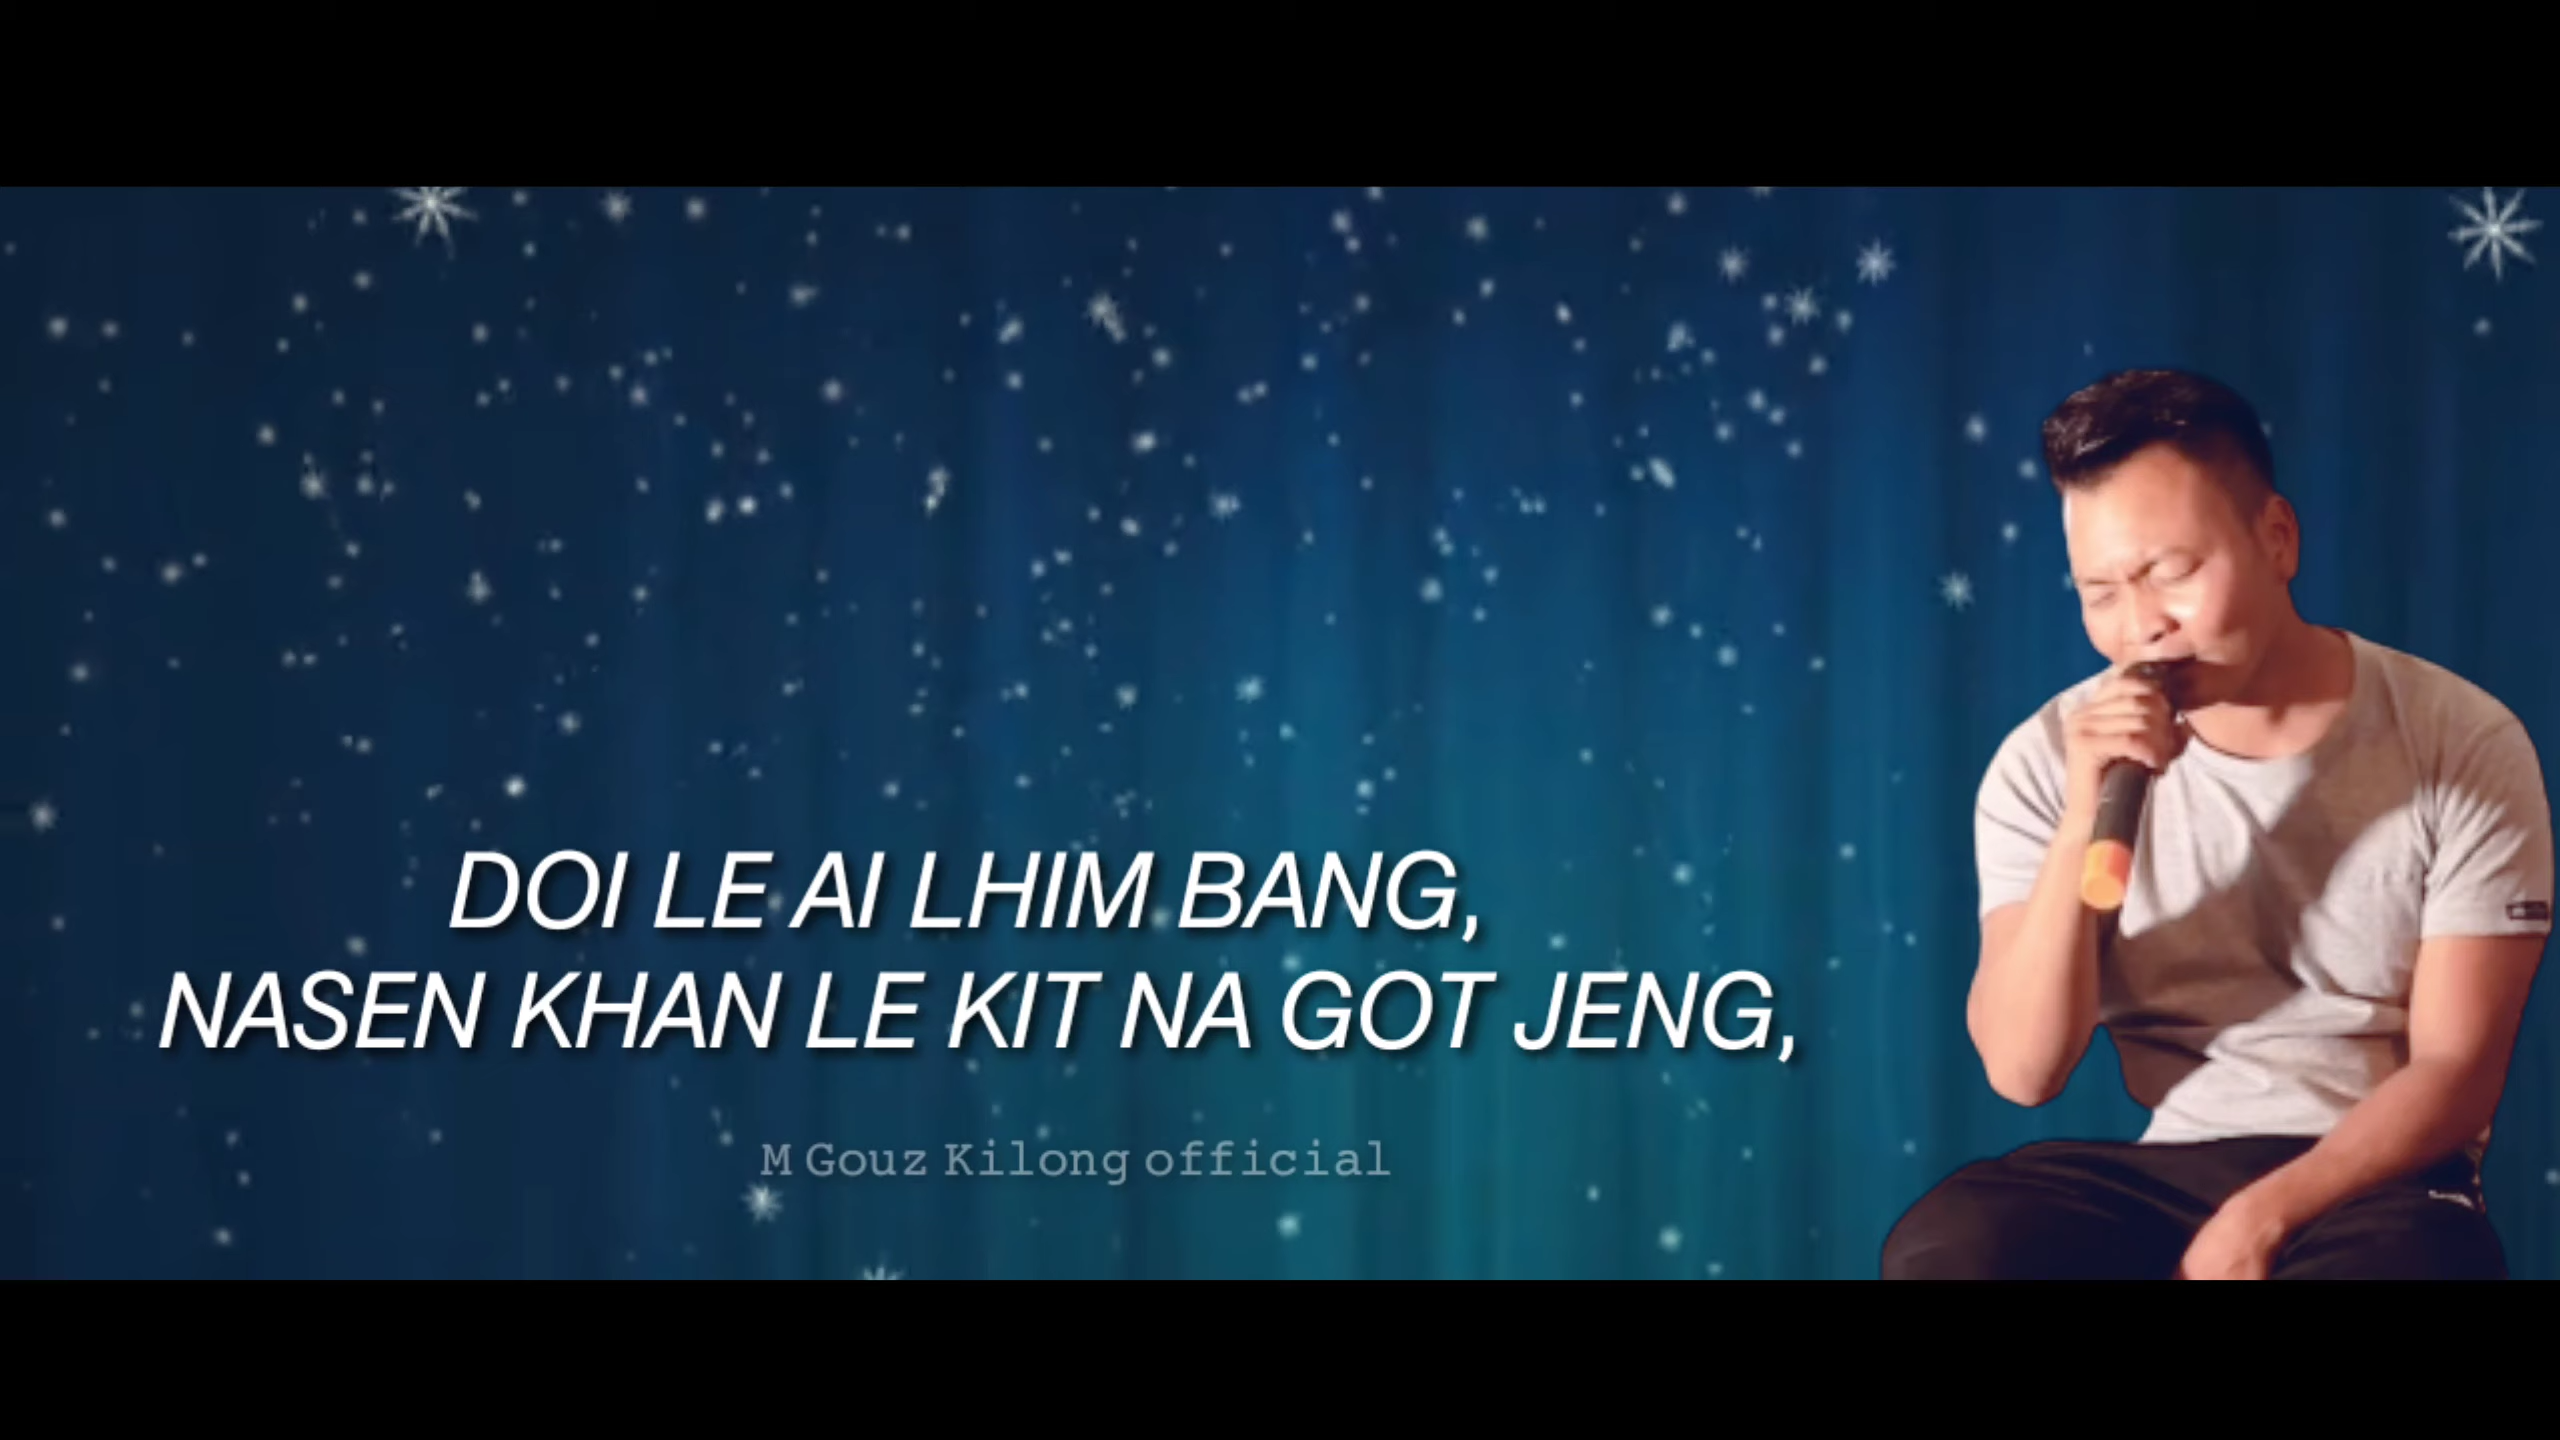 DOI LE AI LHIM BANG,
NASEN KHAN LE KIT NA GOT JENG,
M Gouz Kilong official